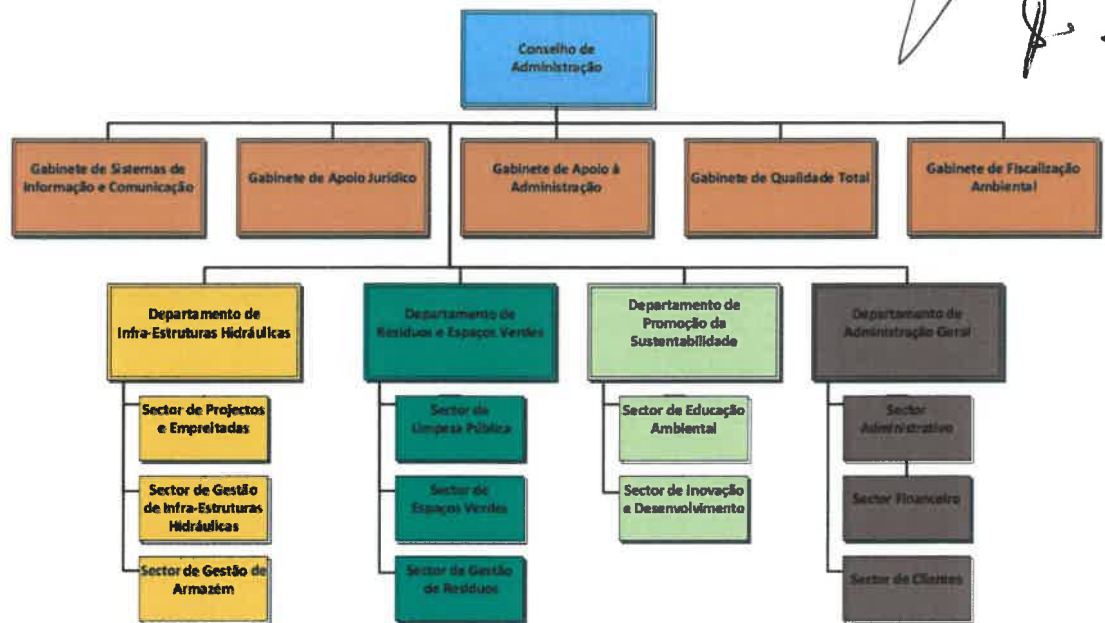 Conselho de
Administração
Gabinete de Sistemas de
Informação e Comunicação
Gabinete de Apoio Jurídico
Gabinete de Apoio à
Administração
Gabinete de Qualidade Total
Gabinete de Fiscalização
Ambiental
Departamento de
Infra-Estruturas Hidráulicas
Departamento de
Resíduos e Espaços Verdes
Departamento de
Promoção da
Sustentabilidade
Departamento de
Administração Geral
Sector de Projectos
e Empreitadas
Sector de
Limpeza Pública
Sector de Educação
Ambiental
Sector
Administrativo
Sector de Gestão
de Infra-Estruturas
Hidráulicas
Sector de
Espaços Verdes
Sector de Inovação
e Desenvolvimento
Sector Financeiro
Sector de Gestão de
Armazém
Sector de Gestão
de Resíduos
Sector de Clientes